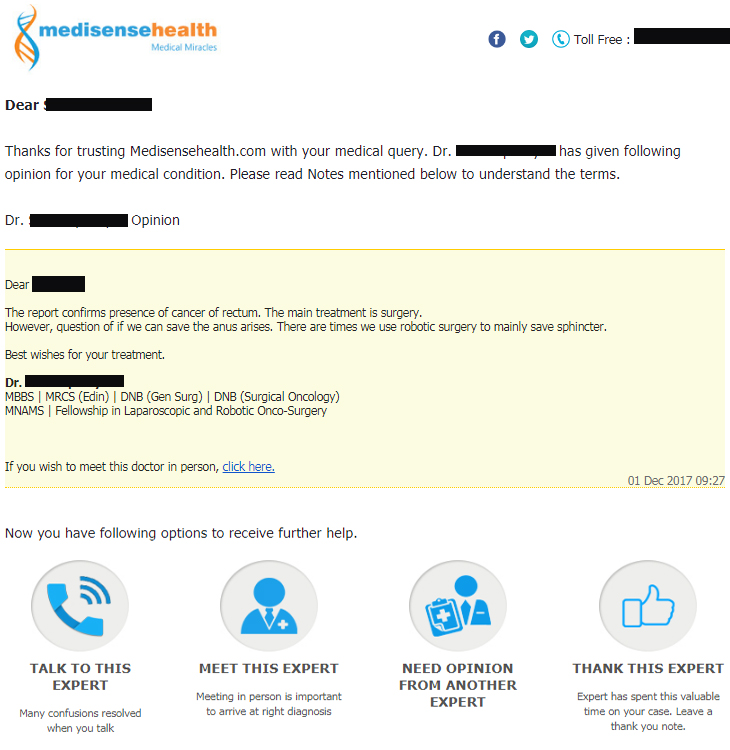 medisensehealth
Medical Miracles
Toll Free :
Dear
Thanks for trusting Medisensehealth.com with your medical query. Dr. has given following
opinion for your medical condition. Please read Notes mentioned below to understand the terms.
Dr. Opinion
Dear
The report confirms presence of cancer of rectum. The main treatment is surgery.
However, question of if we can save the anus arises. There are times we use robotic surgery to mainly save sphincter.
Best wishes for your treatment.
Dr.
MBBS | MRCS (Edin) | DNB (Gen Surg) | DNB (Surgical Oncology)
MNAMS | Fellowship in Laparoscopic and Robotic Onco-Surgery
If you wish to meet this doctor in person, click here.
01 Dec 2017 09:27
Now you have following options to receive further help.
TALK TO THIS
EXPERT
Many confusions resolved
when you talk
MEET THIS EXPERT
Meeting in person is important
to arrive at right diagnosis
NEED OPINION
FROM ANOTHER
EXPERT
THANK THIS EXPERT
Expert has spent this valuable
time on your case. Leave a
thank you note.